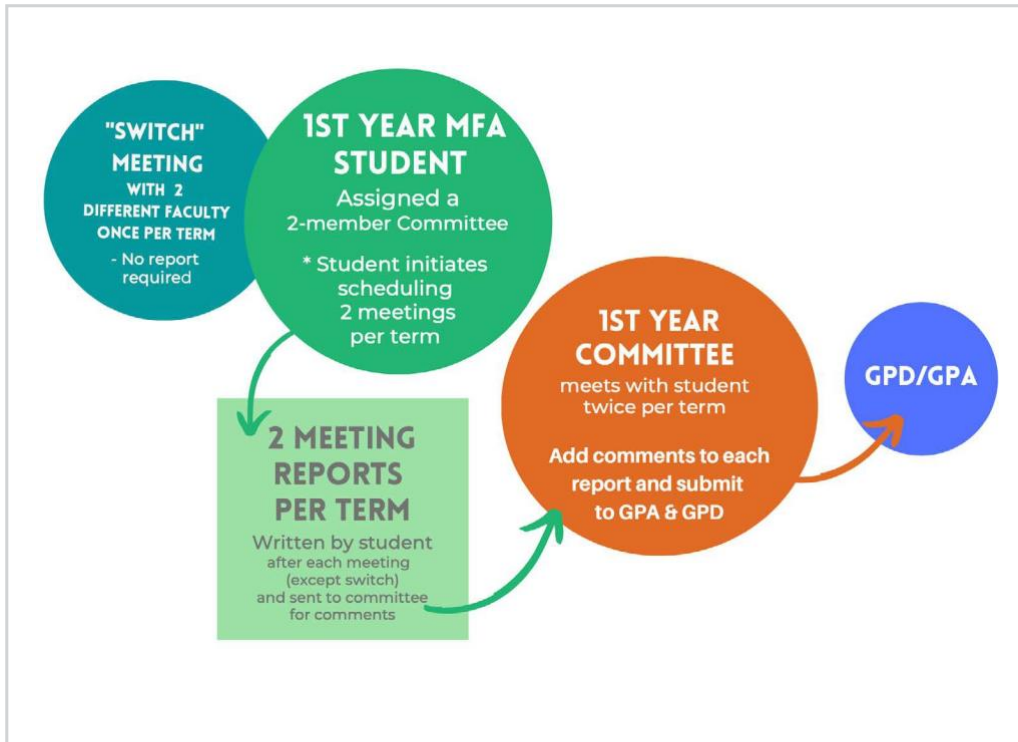 "SWITCH"
MEETING
WITH 2
DIFFERENT FACULTY
ONCE PER TERM
- No report
required
1ST YEAR MFA
STUDENT
Assigned a
2-member Committee
* Student initiates
scheduling
2 meetings
per term
2 MEETING
REPORTS
PER TERM
Written by student
after each meeting
(except switch)
and sent to committee
for comments
1ST YEAR
COMMITTEE
meets with student
twice per term
Add comments to each
report and submit
to GPA & GPD
GPD/GPA